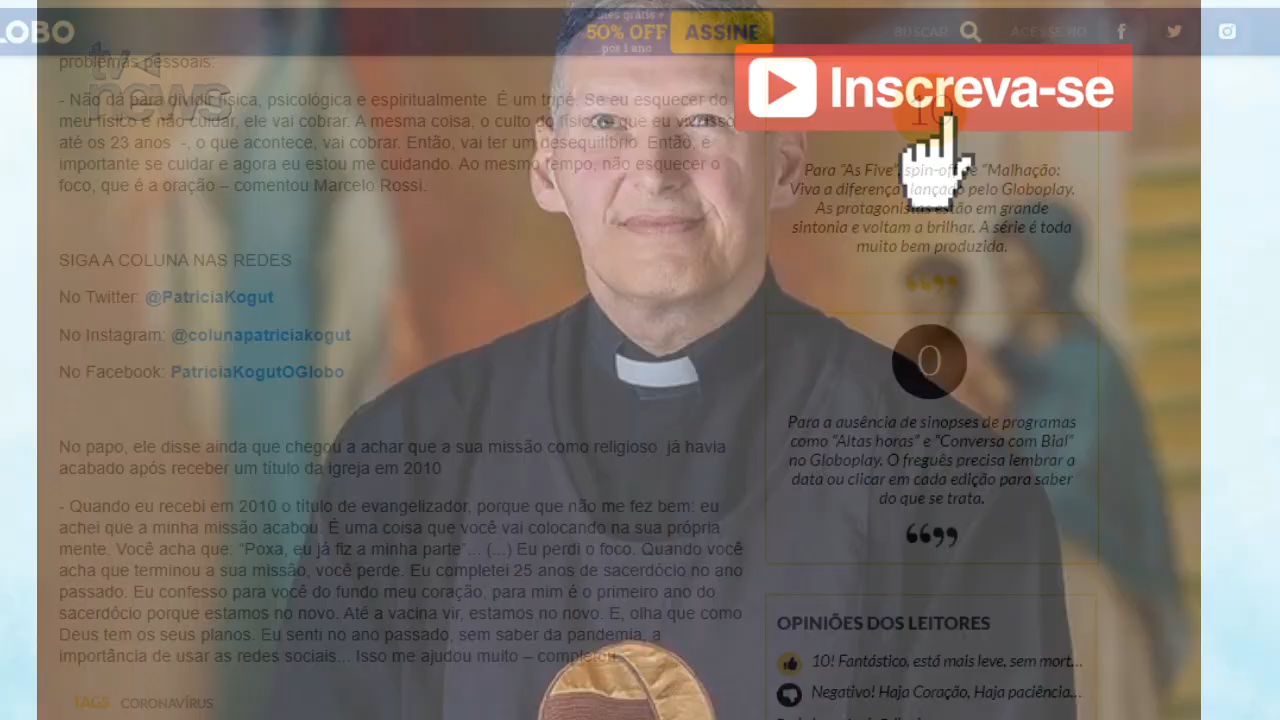 LOBO
mês grátis +
50% OFF
por 1 ano
ASSINE
BUSCAR
ACESSE NO
tv
news
Inscreva-se
problemas pessoais:
- Não dá para dividir física, psicológica e espiritualmente É um tripé. Se eu esquecer do
meu físico e não cuidar, ele vai cobrar. A mesma coisa, o culto do físico
até os 23 anos -, o que acontece, vai cobrar. Então, vai ter um desequilíbrio. Então, é
importante se cuidar e agora eu estou me cuidando. Ao mesmo tempo, não esquecer o
foco, que é a oração – comentou Marcelo Rossi.
SIGA A COLUNA NAS REDES
No Twitter: @PatriciaKogut
No Instagram: @colunapatriciakogut
No Facebook: PatriciaKogutOGlobo
No papo, ele disse ainda que chegou a achar que a sua missão como religioso já havia
acabado após receber um título da igreja em 2010
- Quando eu recebi em 2010 o título de evangelizador, porque que não me fez bem: eu
achei que a minha missão acabou. É uma coisa que você vai colocando na sua própria
mente. Você acha que: “Poxa, eu já fiz a minha parte”... (...) Eu perdi o foco. Quando você
acha que terminou a sua missão, você perde. Eu completei 25 anos de sacerdócio no ano
passado. Eu confesso para você do fundo meu coração, para mim é o primeiro ano do
sacerdócio porque estamos no novo. Até a vacina vir, estamos no novo. E, olha que como
Deus tem os seus planos. Eu senti no ano passado, sem saber da pandemia, a
importância de usar as redes sociais... Isso me ajudou muito – completou.
TAGS CORONAVÍRUS
10
Para “As Five”, spin-off de “Malhação:
Viva a diferença” lançado pelo Globoplay.
As protagonistas estão em grande
sintonia e voltam a brilhar. A série é toda
muito bem produzida.
0
Para a ausência de sinopses de programas
como “Altas horas” e “Conversa com Bial”
no Globoplay. O freguês precisa lembrar a
data ou clicar em cada edição para saber
do que se trata.
OPINIÕES DOS LEITORES
10! Fantástico, está mais leve, sem mort...
Negativo! Haja Coração, Haja paciência...